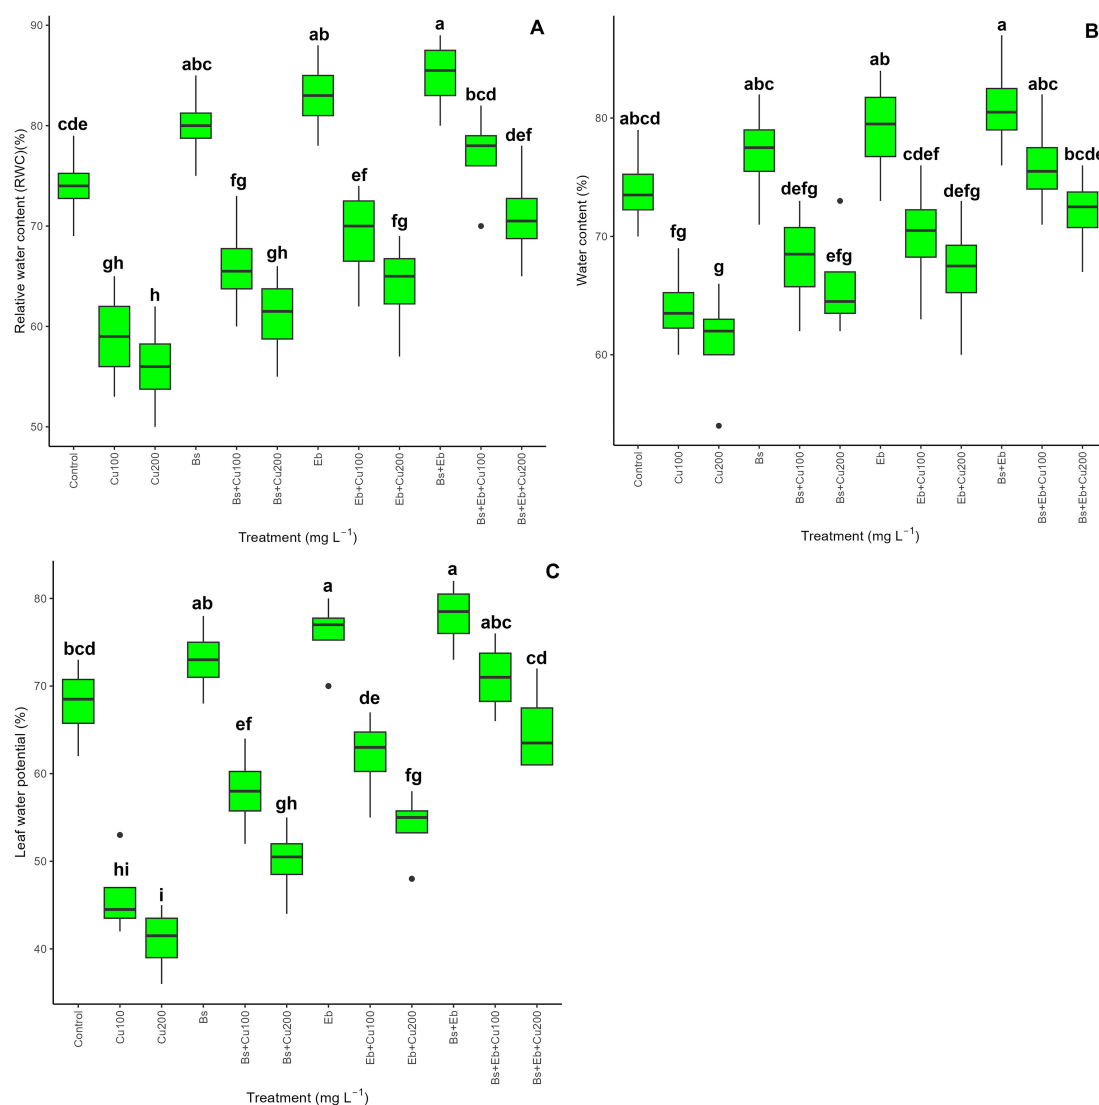 A
Relative water content (RWC)(%)
90
80
70
60
50
cde
gh
h
abc
fg
gh
ab
ef
fg
a
bcd
def
Control
Cu100
Cu200
Bs
Bs+Cu100
Bs+Cu200
Eb
Eb+Cu100
Eb+Cu200
Bs+Eb
Bs+Eb+Cu100
Bs+Eb+Cu200
Treatment (mg L⁻¹)
B
Water content (%)
80
70
60
abcd
fg
g
abc
defg
efg
ab
cdef
defg
a
abc
bcde
Control
Cu100
Cu200
Bs
Bs+Cu100
Bs+Cu200
Eb
Eb+Cu100
Eb+Cu200
Bs+Eb
Bs+Eb+Cu100
Bs+Eb+Cu200
Treatment (mg L⁻¹)
C
Leaf water potential (%)
80
70
60
50
40
bcd
hi
i
ab
ef
gh
a
de
fg
a
abc
cd
Control
Cu100
Cu200
Bs
Bs+Cu100
Bs+Cu200
Eb
Eb+Cu100
Eb+Cu200
Bs+Eb
Bs+Eb+Cu100
Bs+Eb+Cu200
Treatment (mg L⁻¹)